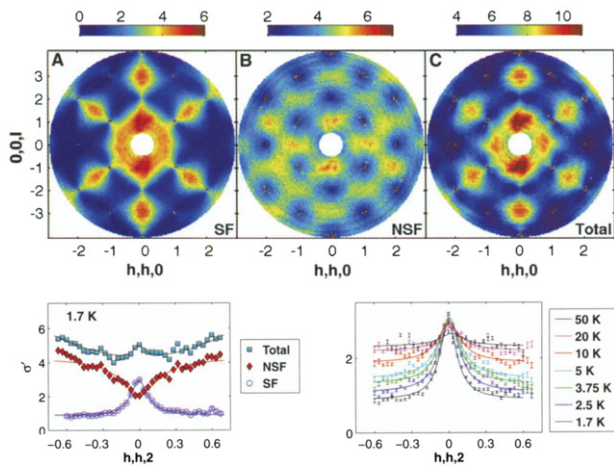 0 2 4 6 2 4 6 4 6 8 10
A B C
3
2
1
0
-1
-2
-3
0,0,l
SF NSF Total
-2 -1 0 1 2 -2 -1 0 1 2 -2 -1 0 1 2
h,h,0 h,h,0 h,h,0
1.7 K
6
4
2
0
σ'
Total
NSF
SF
-0.6 -0.3 0 0.3 0.6
h,h,2
2
0
-0.6 -0.3 0 0.3 0.6
h,h,2
50 K
20 K
10 K
5 K
3.75 K
2.5 K
1.7 K